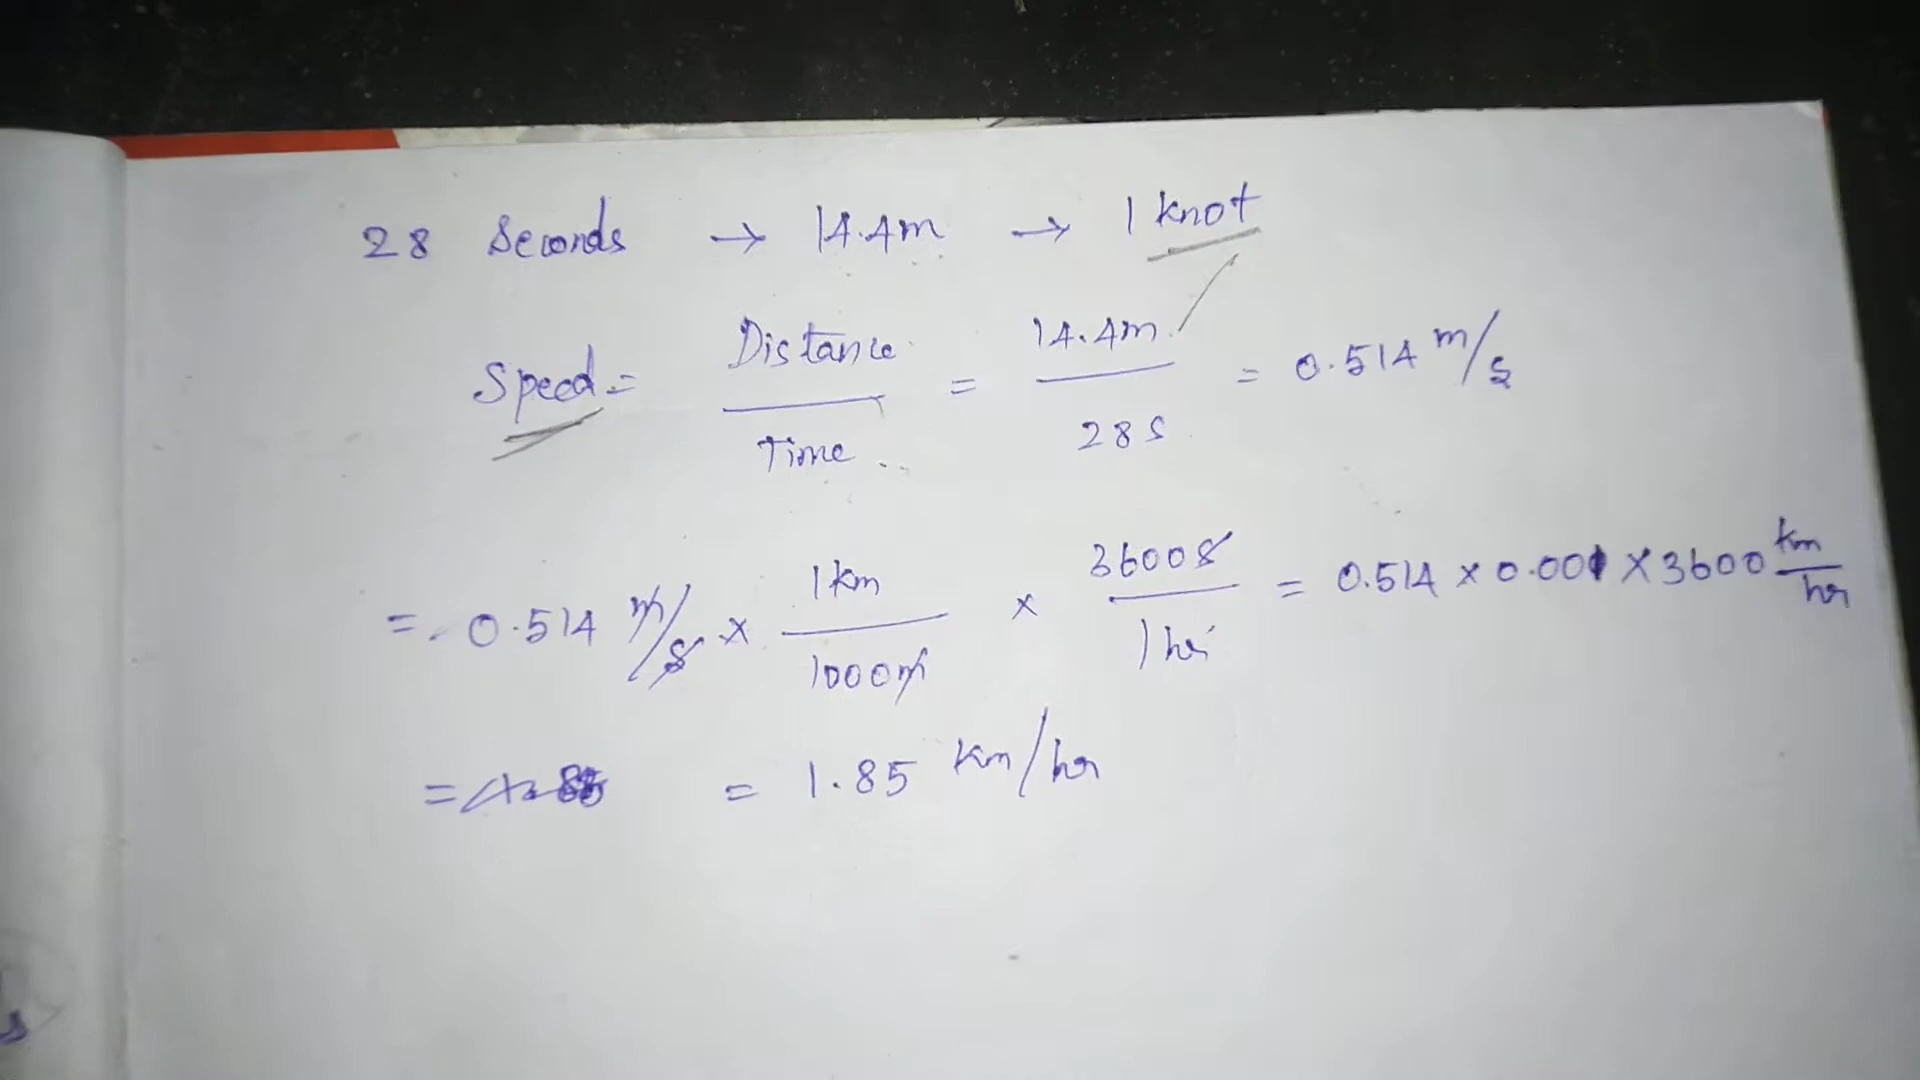 28 Seconds → 14.4m → 1 knot
Speed = Distance / Time = 14.4m / 28s = 0.514 m/s
= 0.514 m/s × 1km / 1000m × 3600s / 1hr = 0.514 × 0.001 × 3600 km/hr
= = 1.85 km/hr